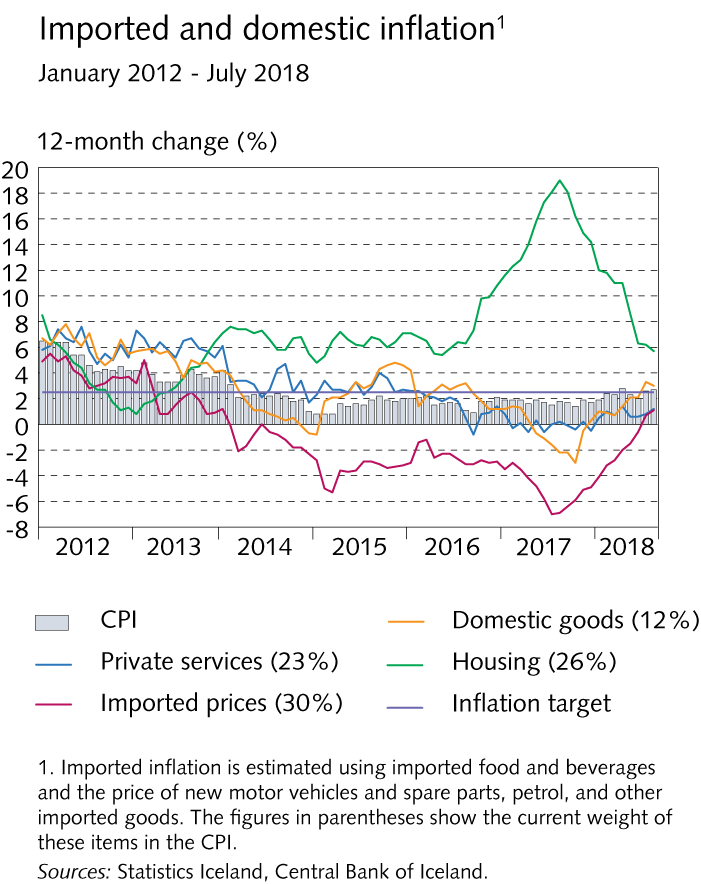 Imported and domestic inflation¹
January 2012 - July 2018
12-month change (%)
20
18
16
14
12
10
8
6
4
2
0
-2
-4
-6
-8
2012 2013 2014 2015 2016 2017 2018
CPI
Domestic goods (12%)
Private services (23%)
Housing (26%)
Imported prices (30%)
Inflation target
1. Imported inflation is estimated using imported food and beverages
and the price of new motor vehicles and spare parts, petrol, and other
imported goods. The figures in parentheses show the current weight of
these items in the CPI.
Sources: Statistics Iceland, Central Bank of Iceland.